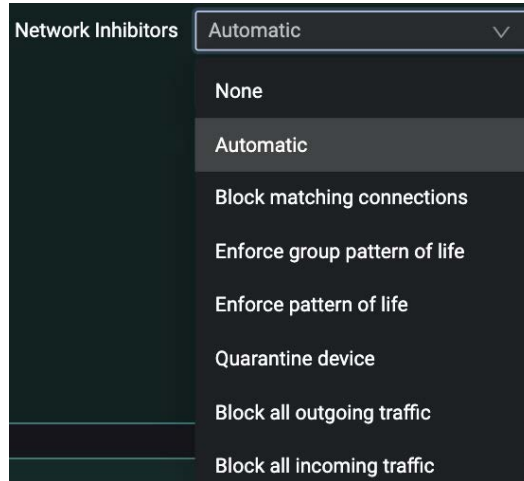 Network Inhibitors Automatic
None
Automatic
Block matching connections
Enforce group pattern of life
Enforce pattern of life
Quarantine device
Block all outgoing traffic
Block all incoming traffic